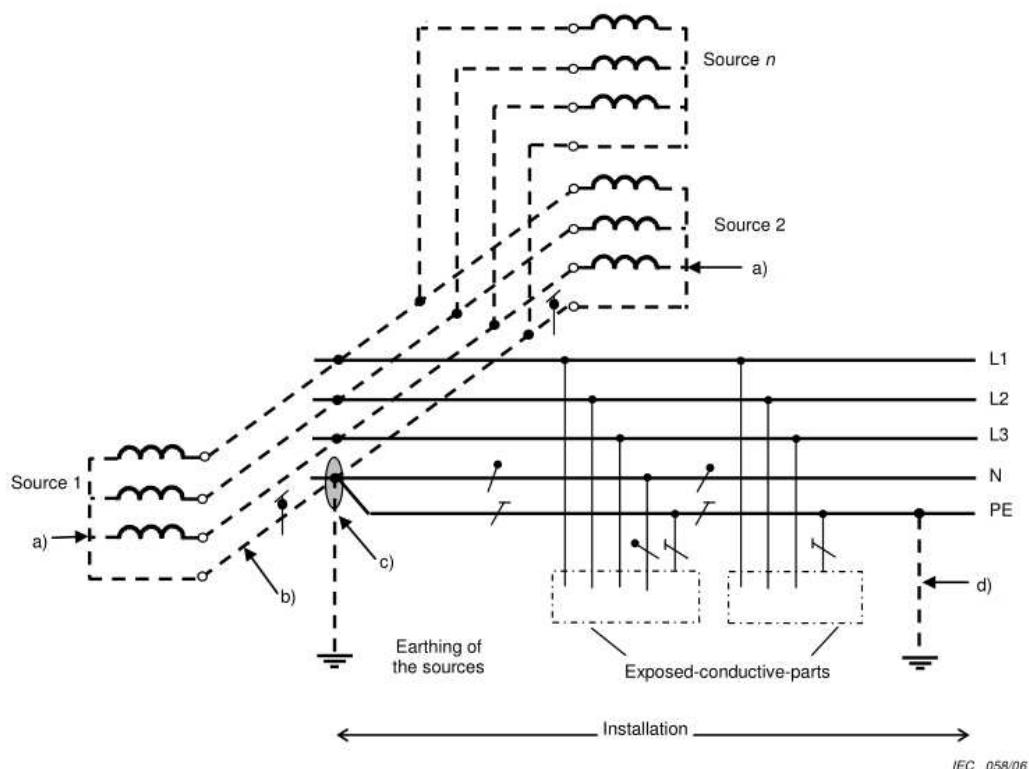 Source n
Source 2
a)
L1
L2
L3
Source 1
N
PE
a)
c)
b)
d)
Earthing of
the sources
Exposed-conductive-parts
Installation
IEC 058/06